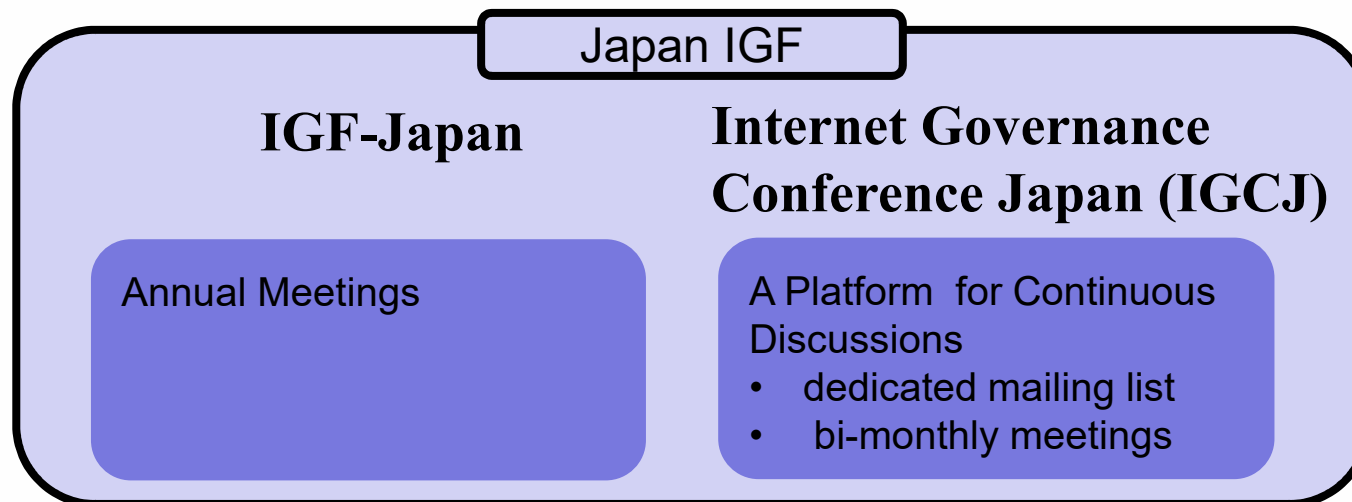 Japan IGF
IGF-Japan
Annual Meetings
Internet Governance
Conference Japan (IGCJ)
A Platform  for Continuous
Discussions
• dedicated mailing list
• bi-monthly meetings